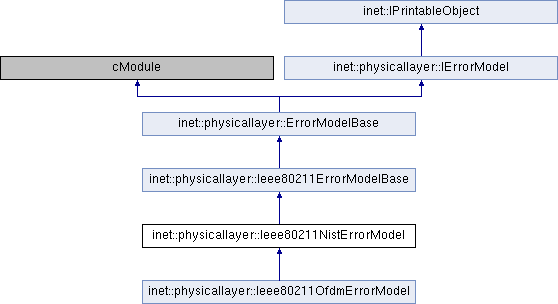 inet::IPrintableObject
cModule
inet::physicallayer::IErrorModel
inet::physicallayer::ErrorModelBase
inet::physicallayer::Ieee80211ErrorModelBase
inet::physicallayer::Ieee80211NistErrorModel
inet::physicallayer::Ieee80211OfdmErrorModel